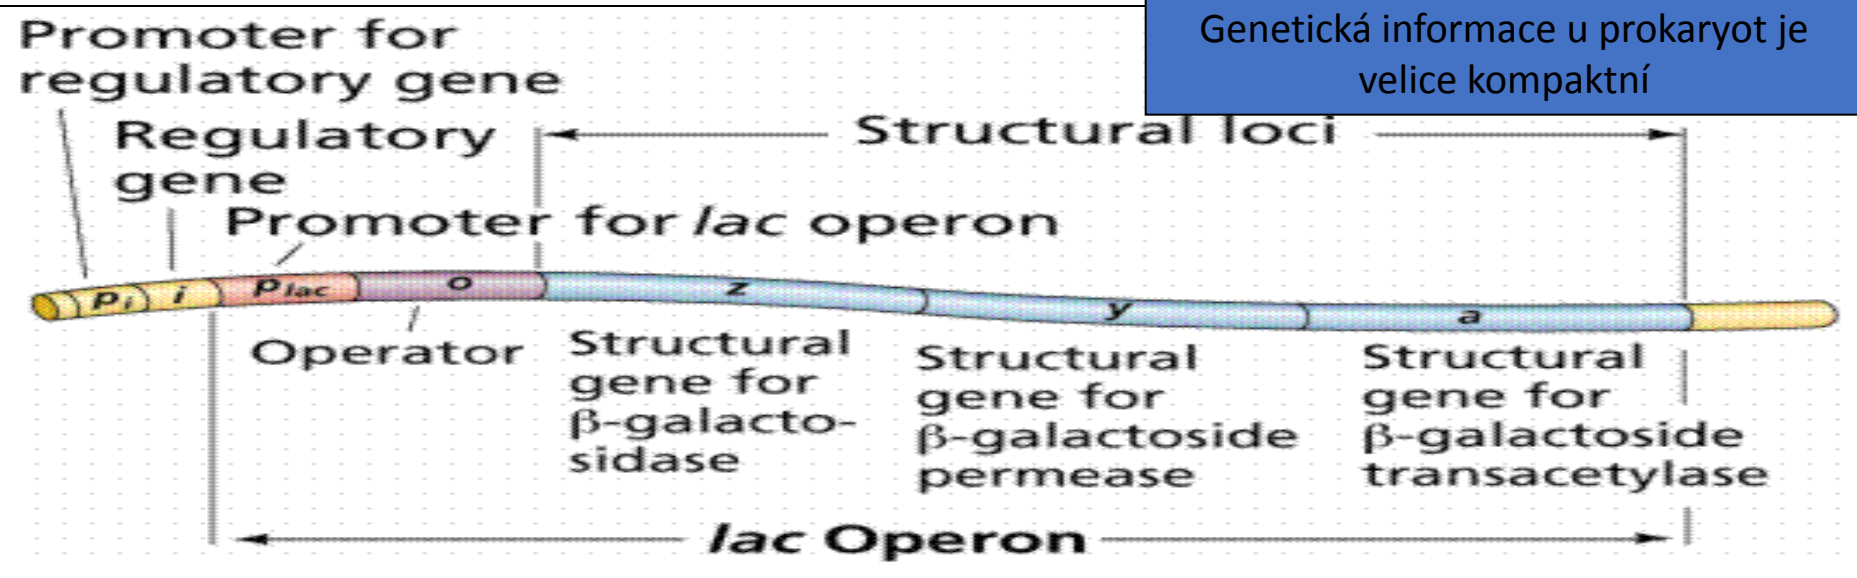 Genetická informace u prokaryot je
velice kompaktní
Promoter for
regulatory gene
Regulatory
gene
Structural loci
Promoter for lac operon
pi
i
plac
o
z
y
a
Operator
Structural
gene for
β-galacto-
sidase
Structural
gene for
β-galactoside
permease
Structural
gene for
β-galactoside
transacetylase
lac Operon